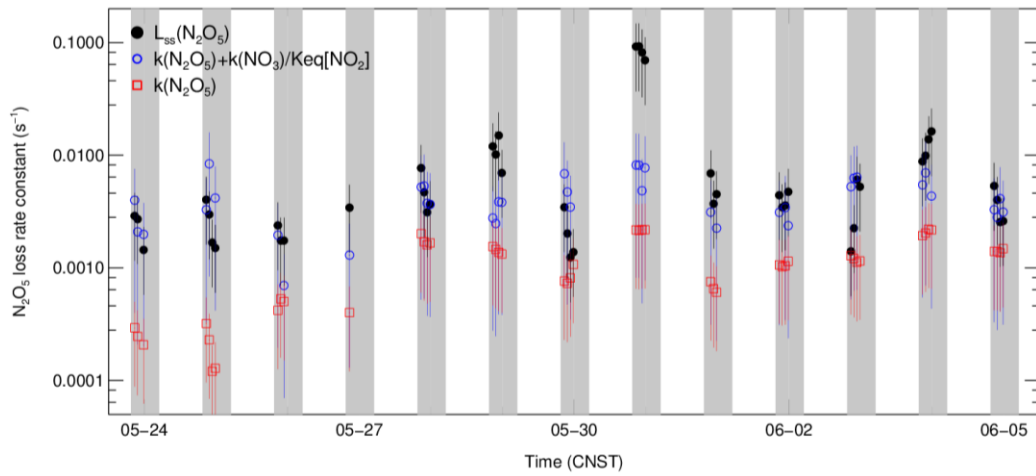 0.1000
0.0100
0.0010
0.0001
N₂O₅ loss rate constant (s⁻¹)
Lss(N₂O₅)
k(N₂O₅)+k(NO₃)/Keq[NO₂]
k(N₂O₅)
05−24
05−27
05−30
06−02
06−05
Time (CNST)